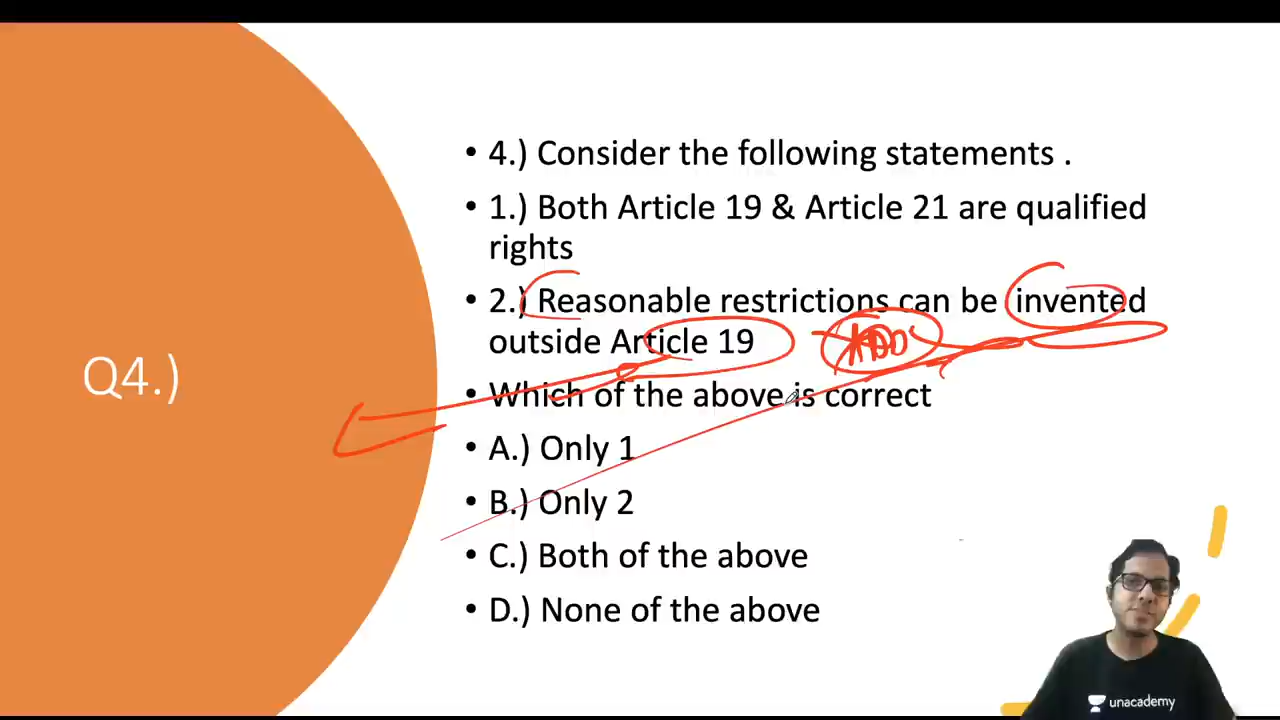 Q4.)
• 4.) Consider the following statements .
• 1.) Both Article 19 & Article 21 are qualified
rights
• 2.) Reasonable restrictions can be invented
outside Article 19
• Which of the above is correct
• A.) Only 1
• B.) Only 2
• C.) Both of the above
• D.) None of the above
unacademy